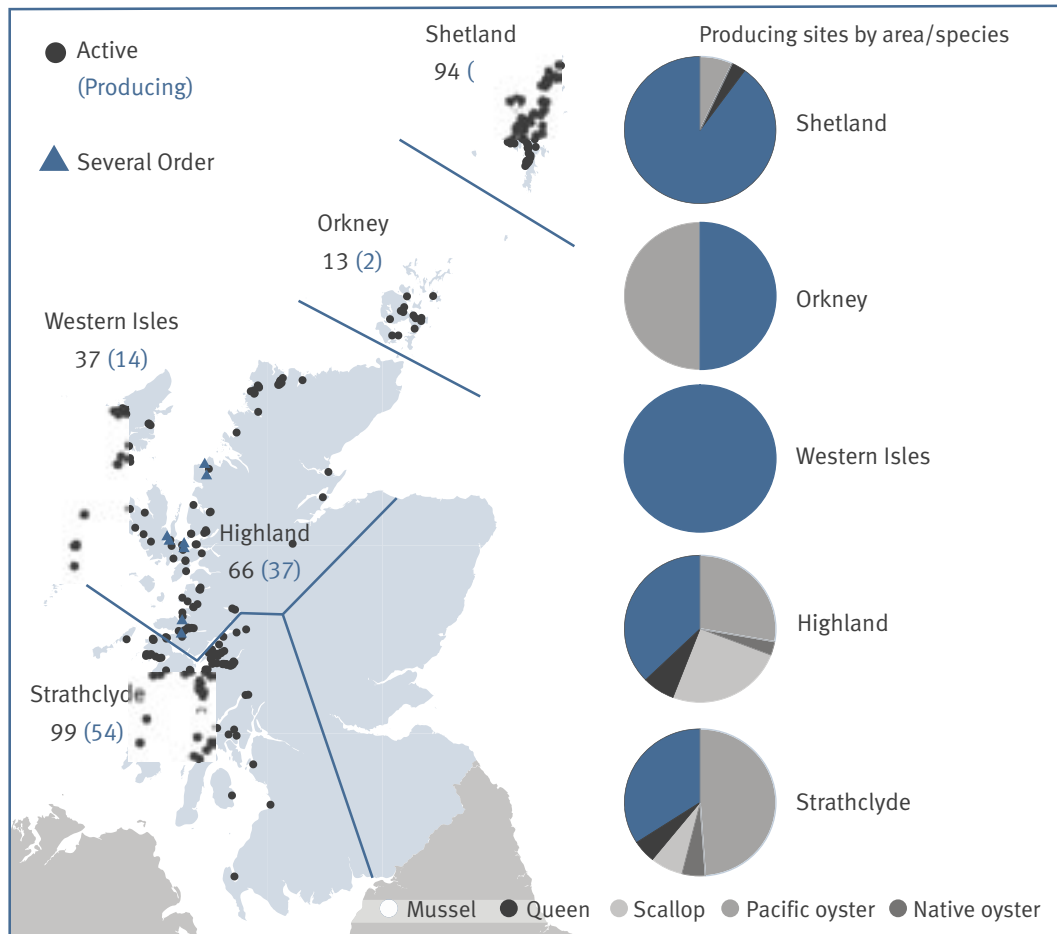 Active
(Producing)
Several Order
Shetland
94 (
Orkney
13 (2)
Western Isles
37 (14)
Highland
66 (37)
Strathclyde
99 (54)
Producing sites by area/species
Shetland
Orkney
Western Isles
Highland
Strathclyde
Mussel Queen Scallop Pacific oyster Native oyster